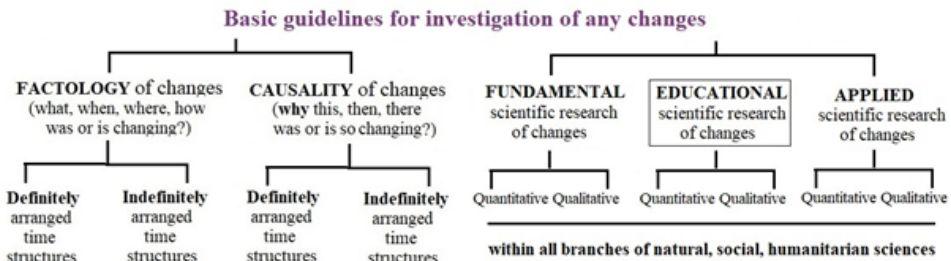 Basic guidelines for investigation of any changes
FACTOLOGY of changes
(what, when, where, how
was or is changing?)
CAUSALITY of changes
(why this, then, there
was or is so changing?)
FUNDAMENTAL
scientific research
of changes
EDUCATIONAL
scientific research
of changes
APPLIED
scientific research
of changes
Definitely
arranged
time
structures
Indefinitely
arranged
time
structures
Definitely
arranged
time
structures
Indefinitely
arranged
time
structures
Quantitative Qualitative
Quantitative Qualitative
Quantitative Qualitative
within all branches of natural, social, humanitarian sciences